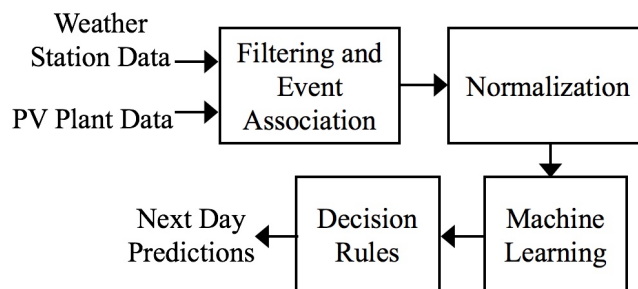 Weather
Station Data
PV Plant Data
Filtering and
Event
Association
Normalization
Machine
Learning
Decision
Rules
Next Day
Predictions